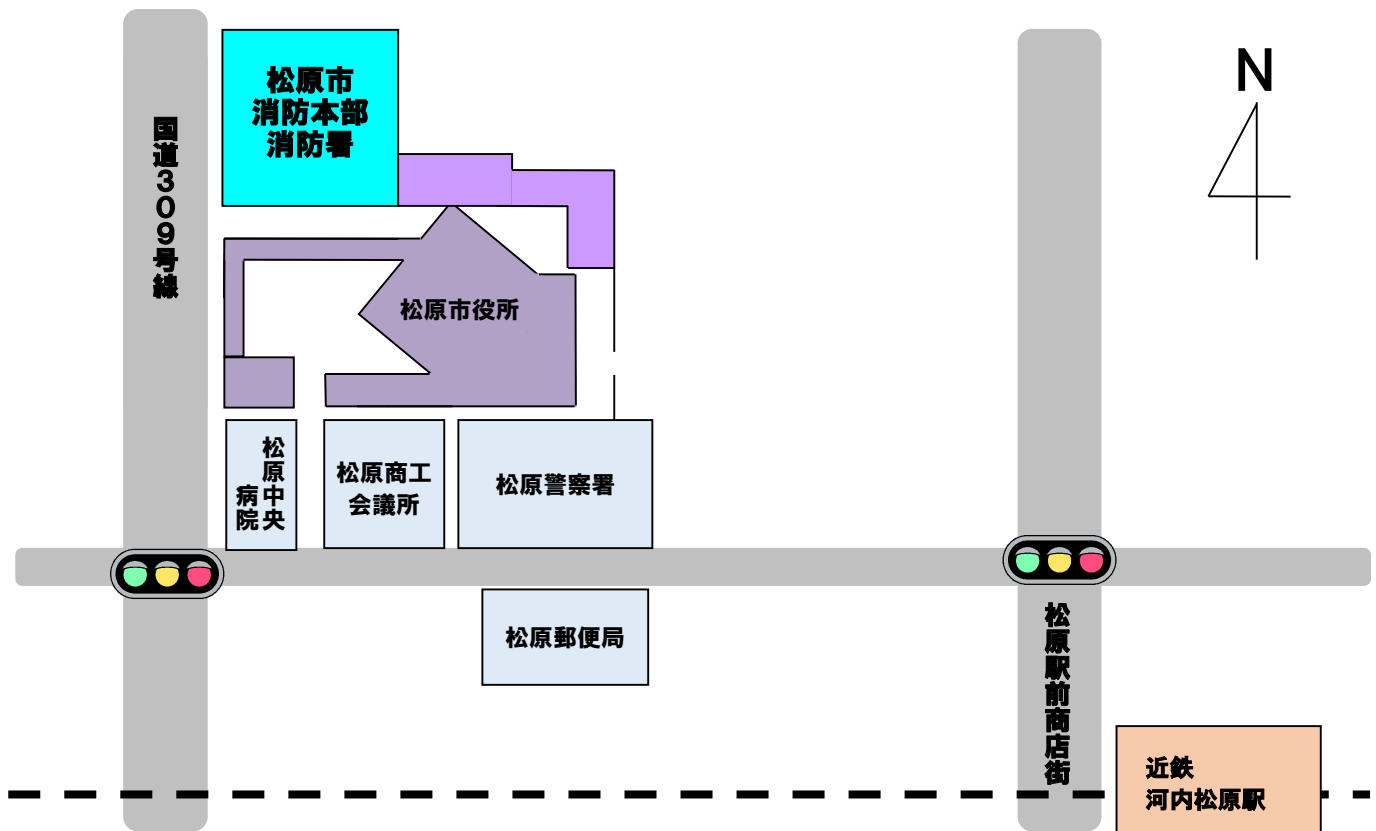 松原市
消防本部
消防署
N
国道３０９号線
松原市役所
松原中央
病院
松原商工
会議所
松原警察署
松原郵便局
松原駅前商店街
近鉄
河内松原駅